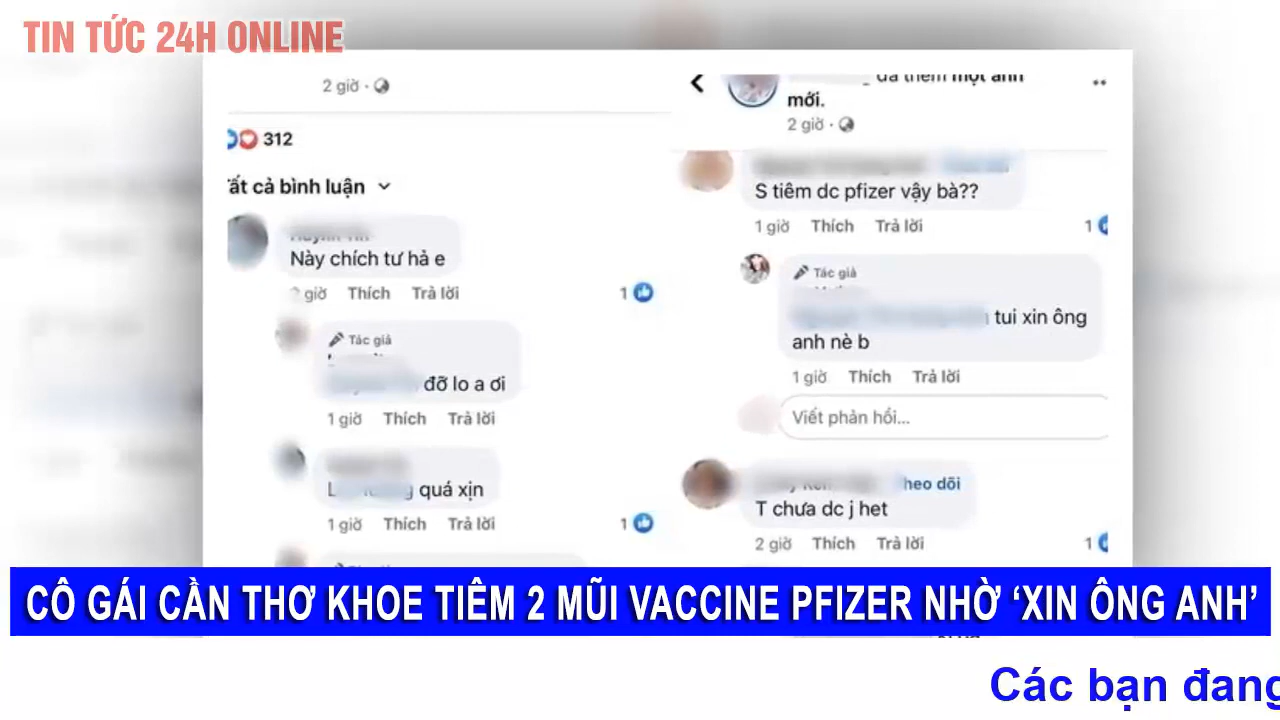 TIN TỨC 24H ONLINE
2 giờ
312
ất cả bình luận
Này chích tư hả e
giờ Thích Trả lời
1
Tác giả
đỡ lo a ơi
1 giờ Thích Trả lời
quá xịn
1 giờ Thích Trả lời
1
đã thêm một ảnh
mới.
2 giờ
S tiêm dc pfizer vậy bà??
1 giờ Thích Trả lời
1
Tác giả
tui xin ông
anh nè b
1 giờ Thích Trả lời
Viết phản hồi...
heo dõi
T chưa dc j het
2 giờ Thích Trả lời
1
CÔ GÁI CẦN THƠ KHOE TIÊM 2 MŨI VACCINE PFIZER NHỜ ‘XIN ÔNG ANH’
Các bạn đang